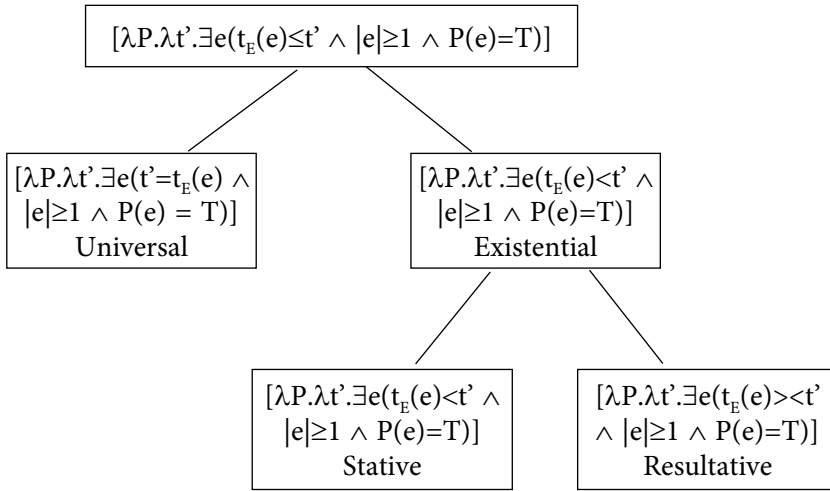 [λP.λt’.∃e(t_E(e)≤t’ ∧ |e|≥1 ∧ P(e)=T)]
[λP.λt’.∃e(t’=t_E(e) ∧
|e|≥1 ∧ P(e) = T)]
Universal
[λP.λt’.∃e(t_E(e)<t’ ∧
|e|≥1 ∧ P(e)=T)]
Existential
[λP.λt’.∃e(t_E(e)<t’ ∧
|e|≥1 ∧ P(e)=T)]
Stative
[λP.λt’.∃e(t_E(e)><t’
∧ |e|≥1 ∧ P(e)=T)]
Resultative